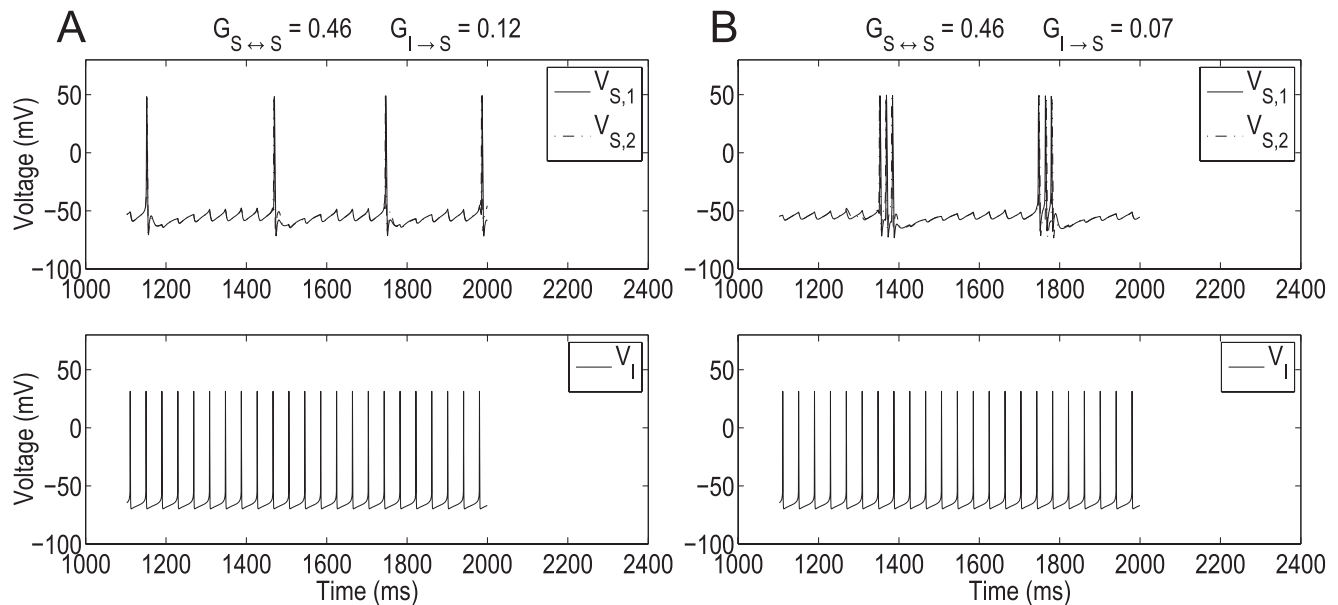 A
G S ↔ S = 0.46 G I → S = 0.12
Voltage (mV)
50
0
−50
−100
1000 1200 1400 1600 1800 2000 2200 2400
V S,1
V S,2
Voltage (mV)
50
0
−50
−100
1000 1200 1400 1600 1800 2000 2200 2400
Time (ms)
V I
B
G S ↔ S = 0.46 G I → S = 0.07
50
0
−50
−100
1000 1200 1400 1600 1800 2000 2200 2400
V S,1
V S,2
50
0
−50
−100
1000 1200 1400 1600 1800 2000 2200 2400
Time (ms)
V I